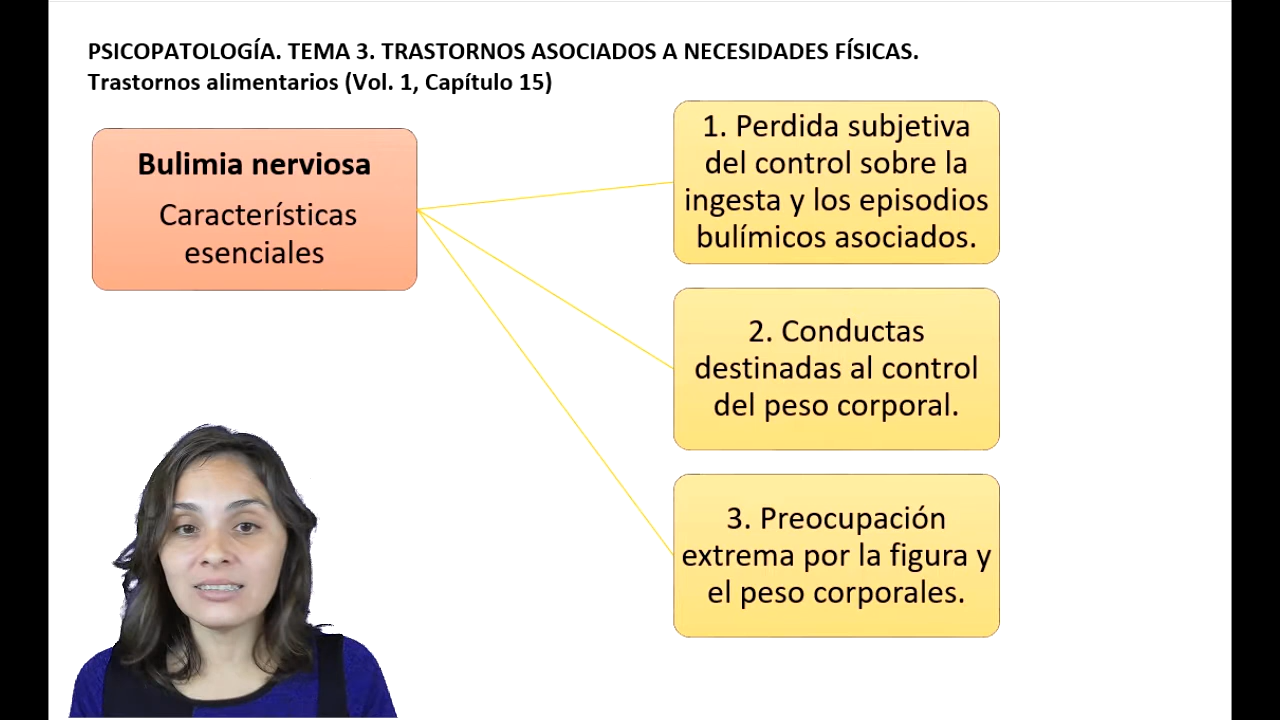 PSICOPATOLOGÍA. TEMA 3. TRASTORNOS ASOCIADOS A NECESIDADES FÍSICAS.
Trastornos alimentarios (Vol. 1, Capítulo 15)
Bulimia nerviosa
Características
esenciales
1. Perdida subjetiva
del control sobre la
ingesta y los episodios
bulímicos asociados.
2. Conductas
destinadas al control
del peso corporal.
3. Preocupación
extrema por la figura y
el peso corporales.